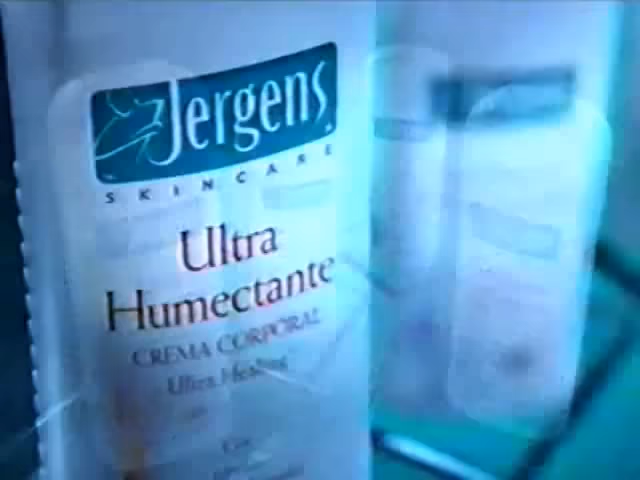 Jergens
SKINCARE
Ultra
Humectante
CREMA CORPORAL
Ultra Healing